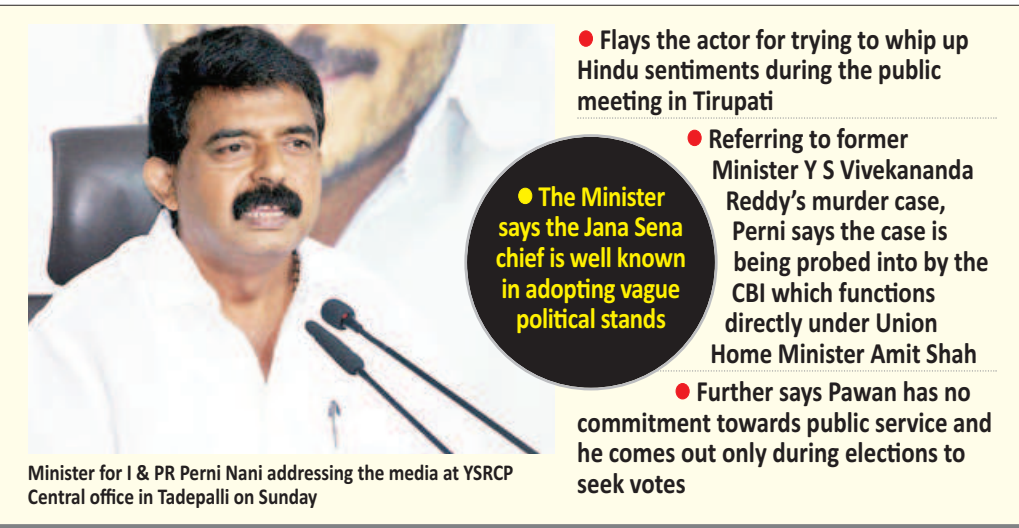 ● Flays the actor for trying to whip up
Hindu sentiments during the public
meeting in Tirupati
● The Minister
says the Jana Sena
chief is well known
in adopting vague
political stands
● Referring to former
Minister Y S Vivekananda
Reddy’s murder case,
Perni says the case is
being probed into by the
CBI which functions
directly under Union
Home Minister Amit Shah
● Further says Pawan has no
commitment towards public service and
he comes out only during elections to
seek votes
Minister for I & PR Perni Nani addressing the media at YSRCP
Central office in Tadepalli on Sunday